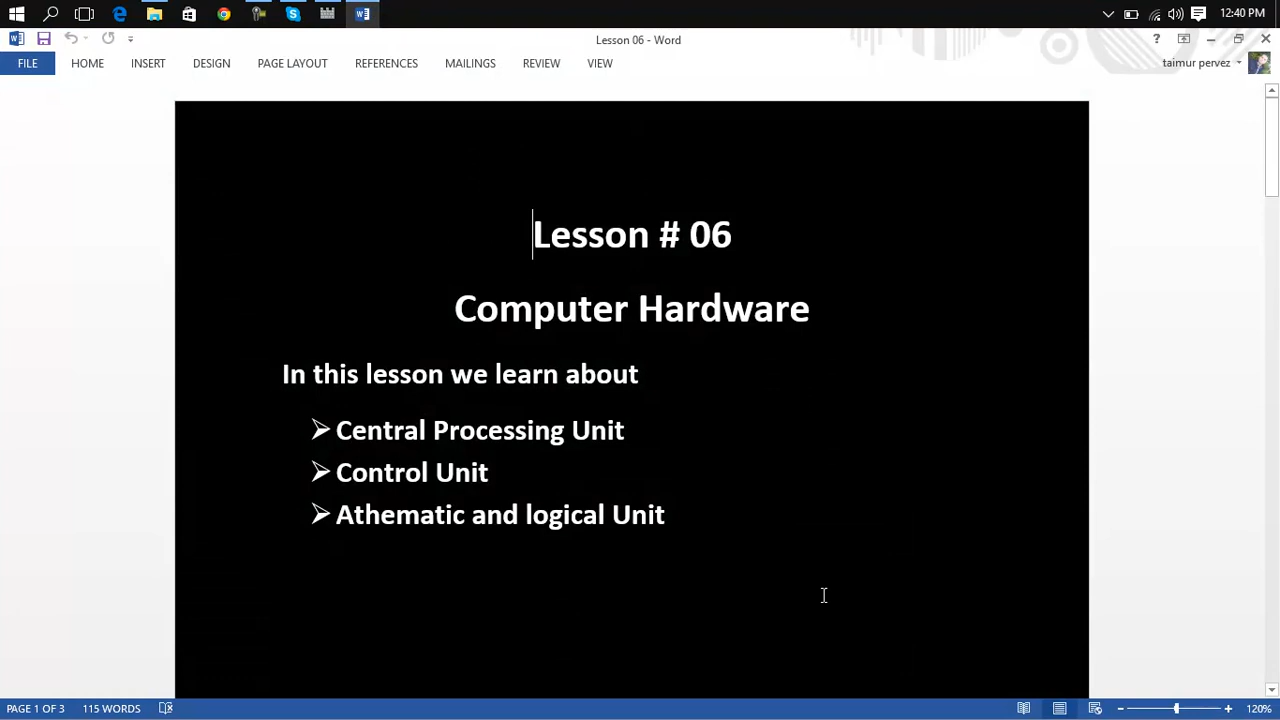 12:40 PM
Lesson 06 - Word
?
FILE HOME INSERT DESIGN PAGE LAYOUT REFERENCES MAILINGS REVIEW VIEW taimur pervez
Lesson # 06
Computer Hardware
In this lesson we learn about
Central Processing Unit
Control Unit
Athematic and logical Unit
PAGE 1 OF 3 115 WORDS 120%